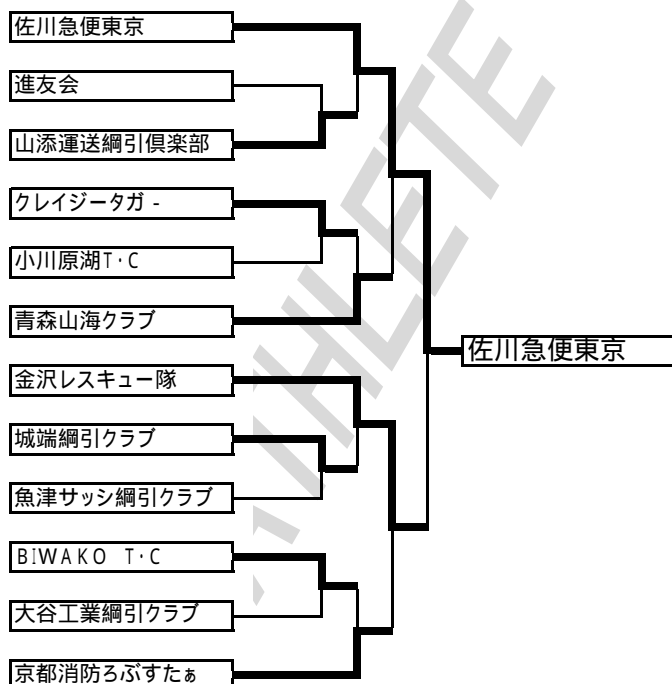 佐川急便東京
進友会
山添運送綱引倶楽部
クレイジータガ -
小川原湖T・C
青森山海クラブ
佐川急便東京
金沢レスキュー隊
城端綱引クラブ
魚津サッシ綱引クラブ
BIWAKO T・C
大谷工業綱引クラブ
京都消防ろぶすたぁ